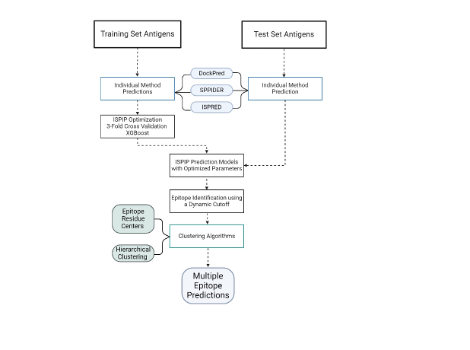 Training Set Antigens
Test Set Antigens
DockPred
Individual Method
Predictions
SPPIDER
Individual Method
Prediction
ISPRED
ISPIP Optimization
3-Fold Cross Validation
XGBoost
ISPIP Prediction Models
with Optimized Parameters
Epitope Identification using
a Dynamic Cutoff
Epitope
Residue
Centers
Clustering Algorithms
Hierarchical
Clustering
Multiple
Epitope
Predictions